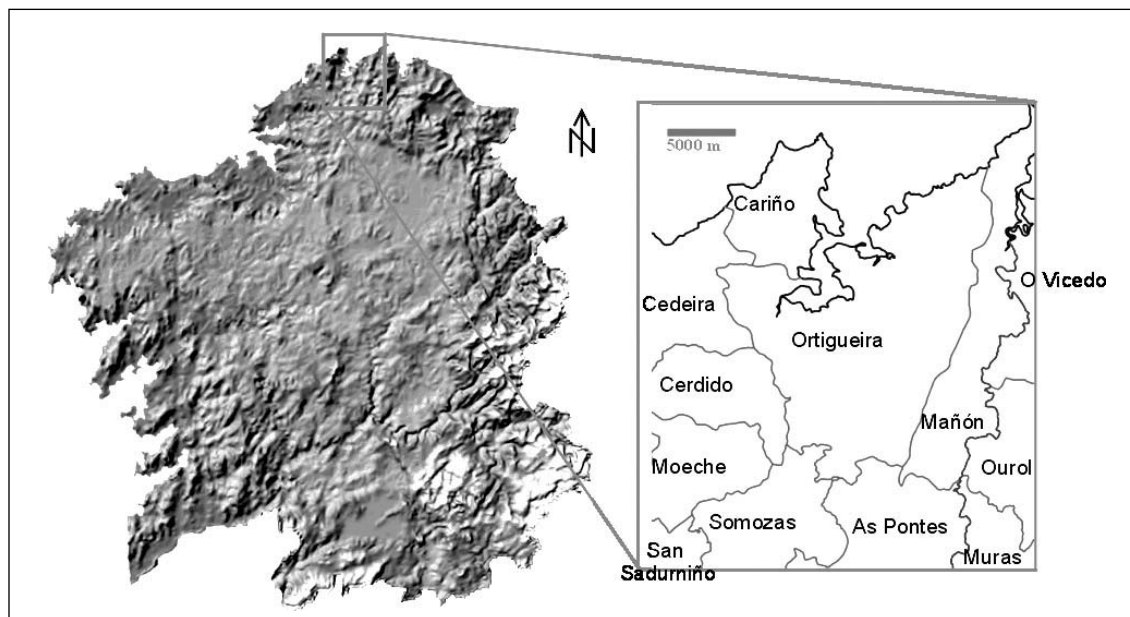 N
5000 m
Cariño
O Vicedo
Cedeira
Ortigueira
Cerdido
Mañón
Moeche
Ourol
Somozas
As Pontes
San
Sadurniño
Muras